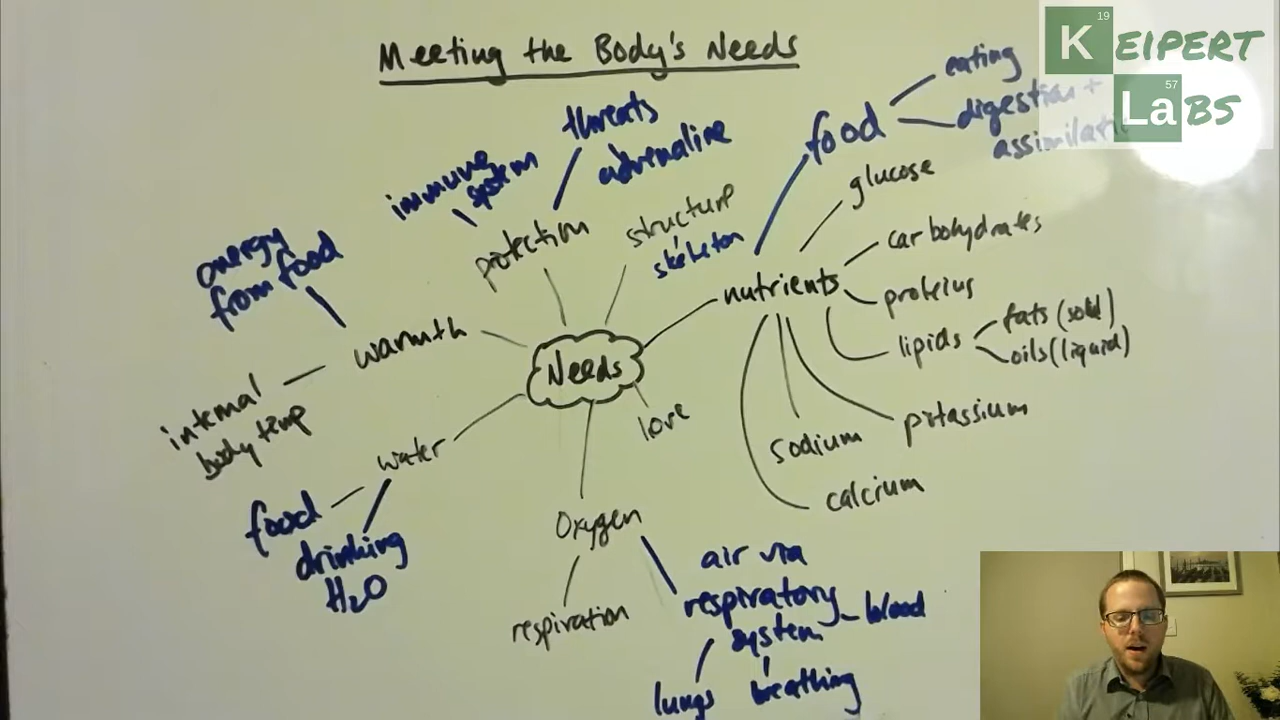 Meeting the Body's Needs
19
KEIPERT
57
LaBS
threats
adrenaline
immune
system
protection
structure
skeleton
food
eating
digestion +
glucose
carbohydrates
nutrients
proteins
lipids
fats (solid)
oils (liquid)
potassium
sodium
calcium
energy
from food
warmth
internal
body temp
Needs
love
water
food
drinking
H2O
Oxygen
respiration
air via
respiratory
system
blood
lungs
breathing